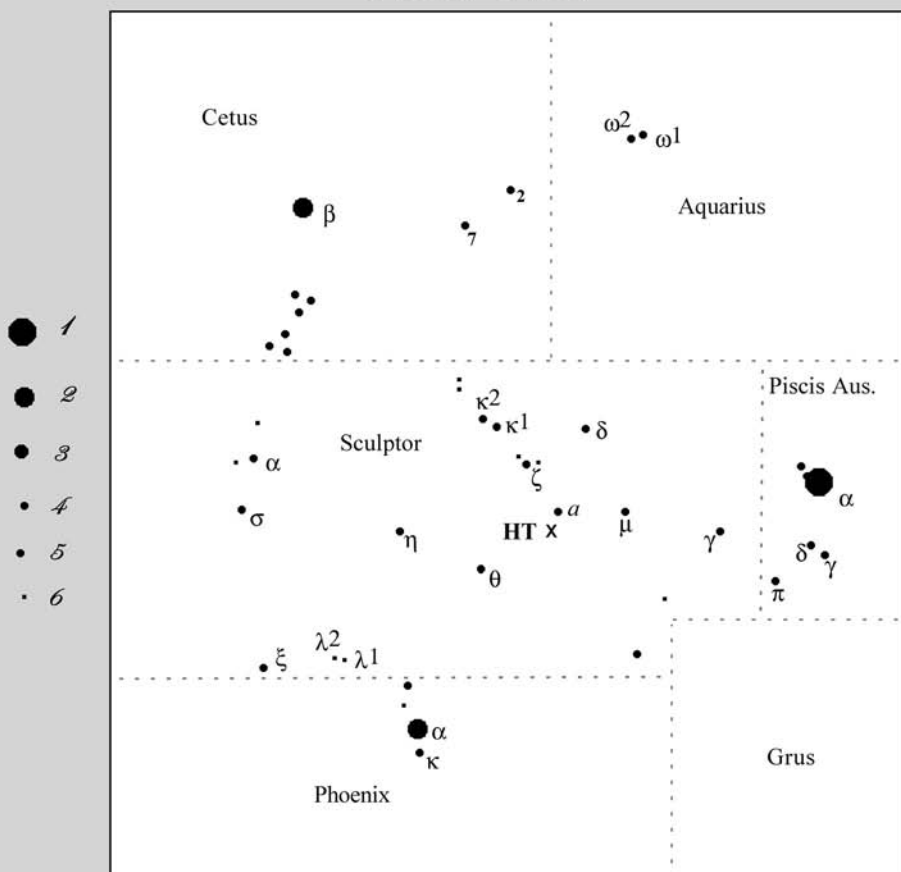 Cetus
ω2
ω1
2
Aquarius
β
7
1
2
3
4
5
6
Piscis Aus.
κ2
κ1
δ
Sculptor
α
ζ
α
σ
η
HT x
a
μ
γ
δ
γ
θ
π
ξ
λ2
λ1
α
κ
Grus
Phoenix